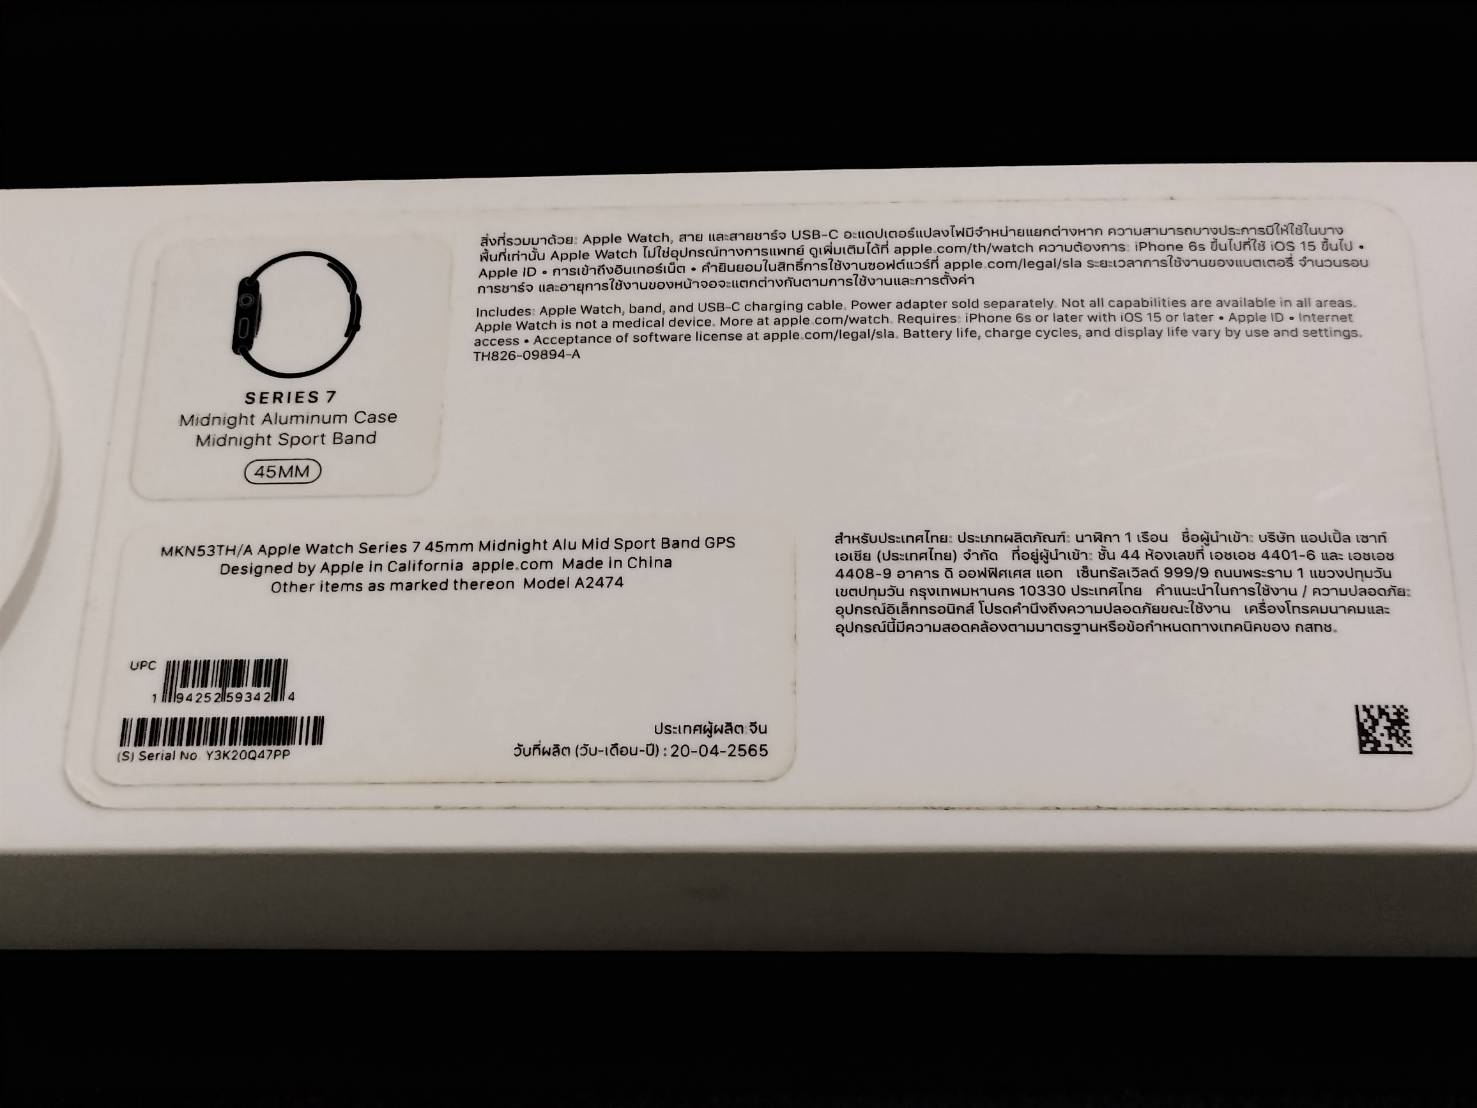 สิ่งที่รวมมาด้วย: Apple Watch, สาย และสายชาร์จ USB-C อะแดปเตอร์แปลงไฟมีจำหน่ายแยกต่างหาก ความสามารถบางประการมีให้ใช้ในบาง
พื้นที่เท่านั้น Apple Watch ไม่ใช่อุปกรณ์ทางการแพทย์ ดูเพิ่มเติมได้ที่ apple.com/th/watch ความต้องการ: iPhone 6s ขึ้นไปที่ใช้ iOS 15 ขึ้นไป •
Apple ID • การเข้าถึงอินเทอร์เน็ต • คำยินยอมในสิทธิ์การใช้งานซอฟต์แวร์ที่ apple.com/legal/sla ระยะเวลาการใช้งานของแบตเตอรี่ จำนวนรอบ
การชาร์จ และอายุการใช้งานของหน้าจอจะแตกต่างกันตามการใช้งานและการตั้งค่า
Includes: Apple Watch, band, and USB-C charging cable. Power adapter sold separately. Not all capabilities are available in all areas.
Apple Watch is not a medical device. More at apple.com/watch. Requires: iPhone 6s or later with iOS 15 or later • Apple ID • Internet
access • Acceptance of software license at apple.com/legal/sla. Battery life, charge cycles, and display life vary by use and settings.
TH826-09894-A
SERIES 7
Midnight Aluminum Case
Midnight Sport Band
45MM
MKN53TH/A Apple Watch Series 7 45mm Midnight Alu Mid Sport Band GPS
Designed by Apple in California apple.com Made in China
Other items as marked thereon Model A2474
UPC
1 94252 59342 4
(S) Serial No. Y3K20Q47PP
ประเทศผู้ผลิต:จีน
วันที่ผลิต (วัน-เดือน-ปี) : 20-04-2565
สำหรับประเทศไทย: ประเภทผลิตภัณฑ์: นาฬิกา 1 เรือน ชื่อผู้นำเข้า: บริษัท แอปเปิ้ล เซาท์
เอเชีย (ประเทศไทย) จำกัด ที่อยู่ผู้นำเข้า: ชั้น 44 ห้องเลขที่ เอชเอช 4401-6 และ เอชเอช
4408-9 อาคาร ดิ ออฟฟิศเศส แอท เซ็นทรัลเวิลด์ 999/9 ถนนพระราม 1 แขวงปทุมวัน
เขตปทุมวัน กรุงเทพมหานคร 10330 ประเทศไทย คำแนะนำในการใช้งาน / ความปลอดภัย:
อุปกรณ์อิเล็กทรอนิกส์ โปรดคำนึงถึงความปลอดภัยขณะใช้งาน เครื่องโทรคมนาคมและ
อุปกรณ์นี้มีความสอดคล้องตามมาตรฐานหรือข้อกำหนดทางเทคนิคของ กสทช.